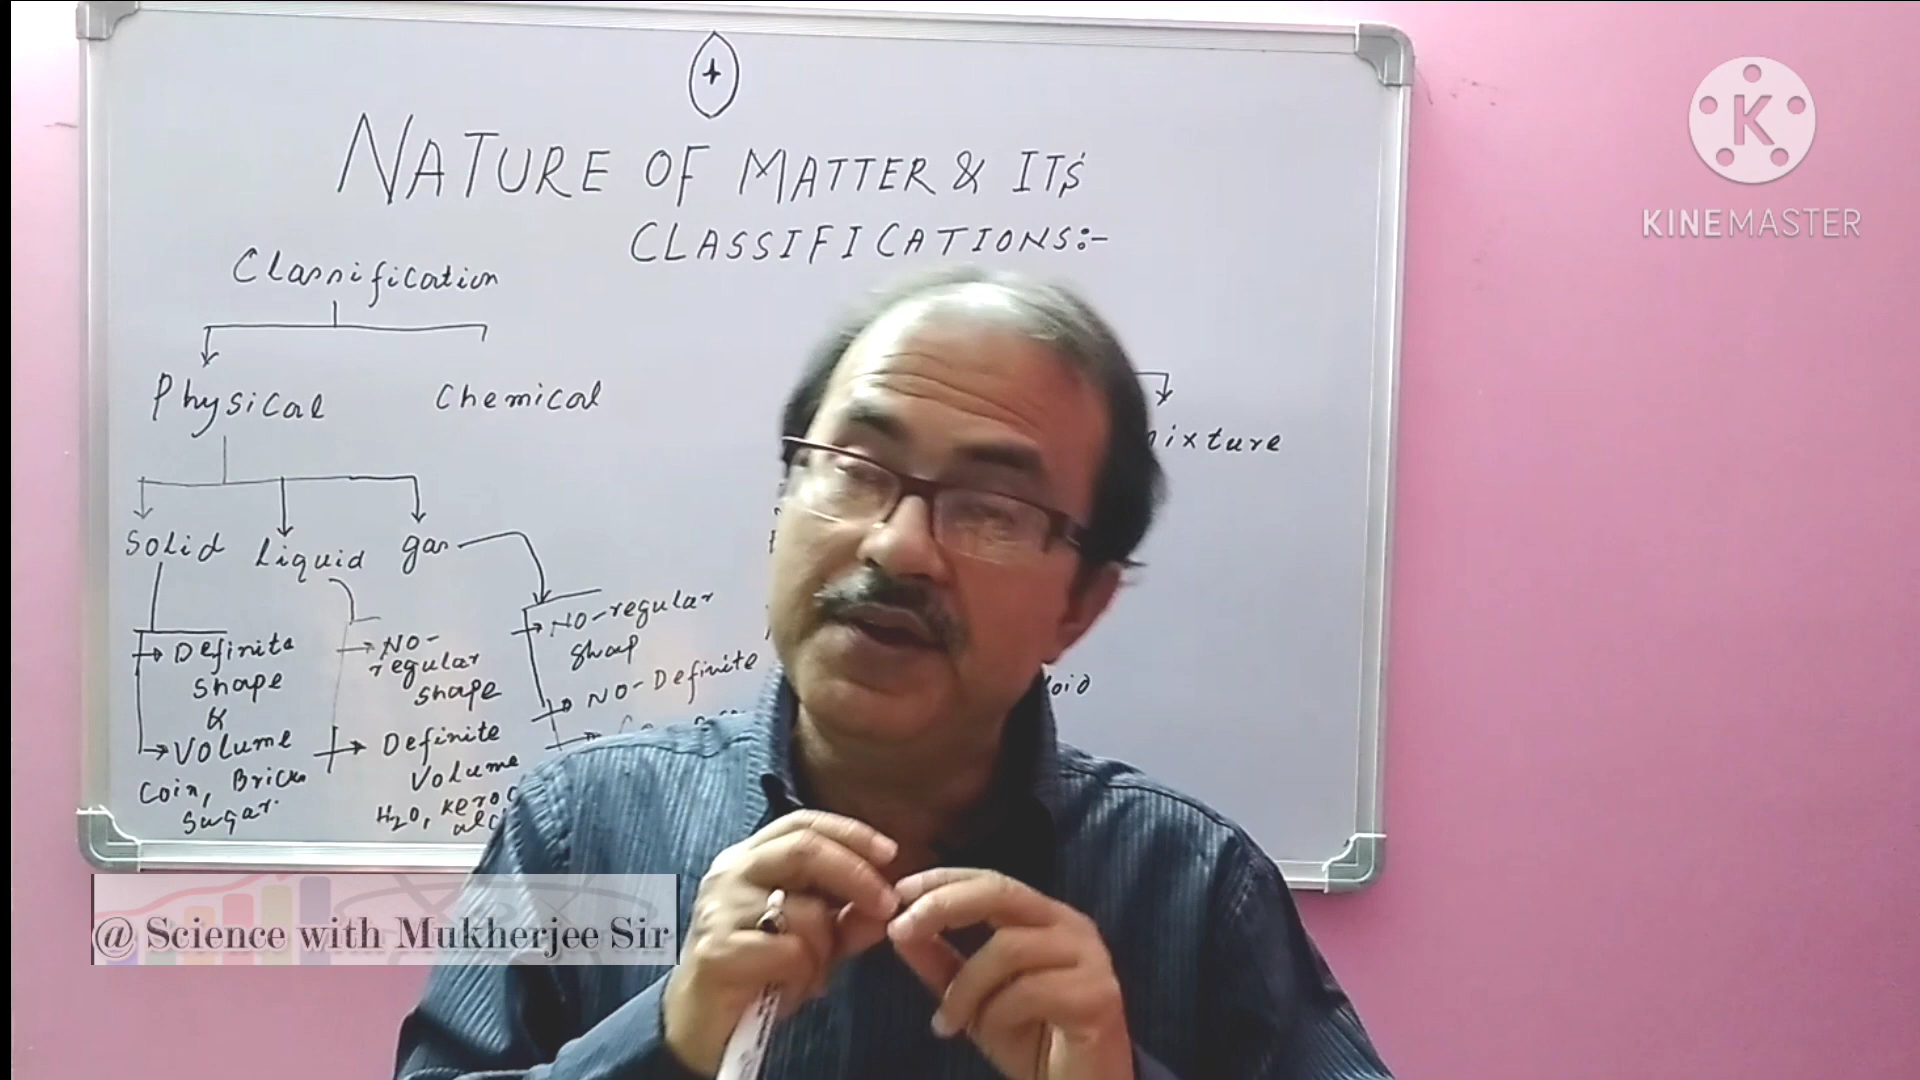 NATURE OF MATTER & ITS
CLASSIFICATIONS:-
Classification
Physical
Chemical
Solid
Liquid
gas
Definite
shape
&
Volume
Coin, Brick
Sugar.
NO-
regular
shape
Definite
Volume
H2O,
NO-regular
shap
NO-Definite
mixture
@ Science with Mukherjee Sir
K
KINEMASTER